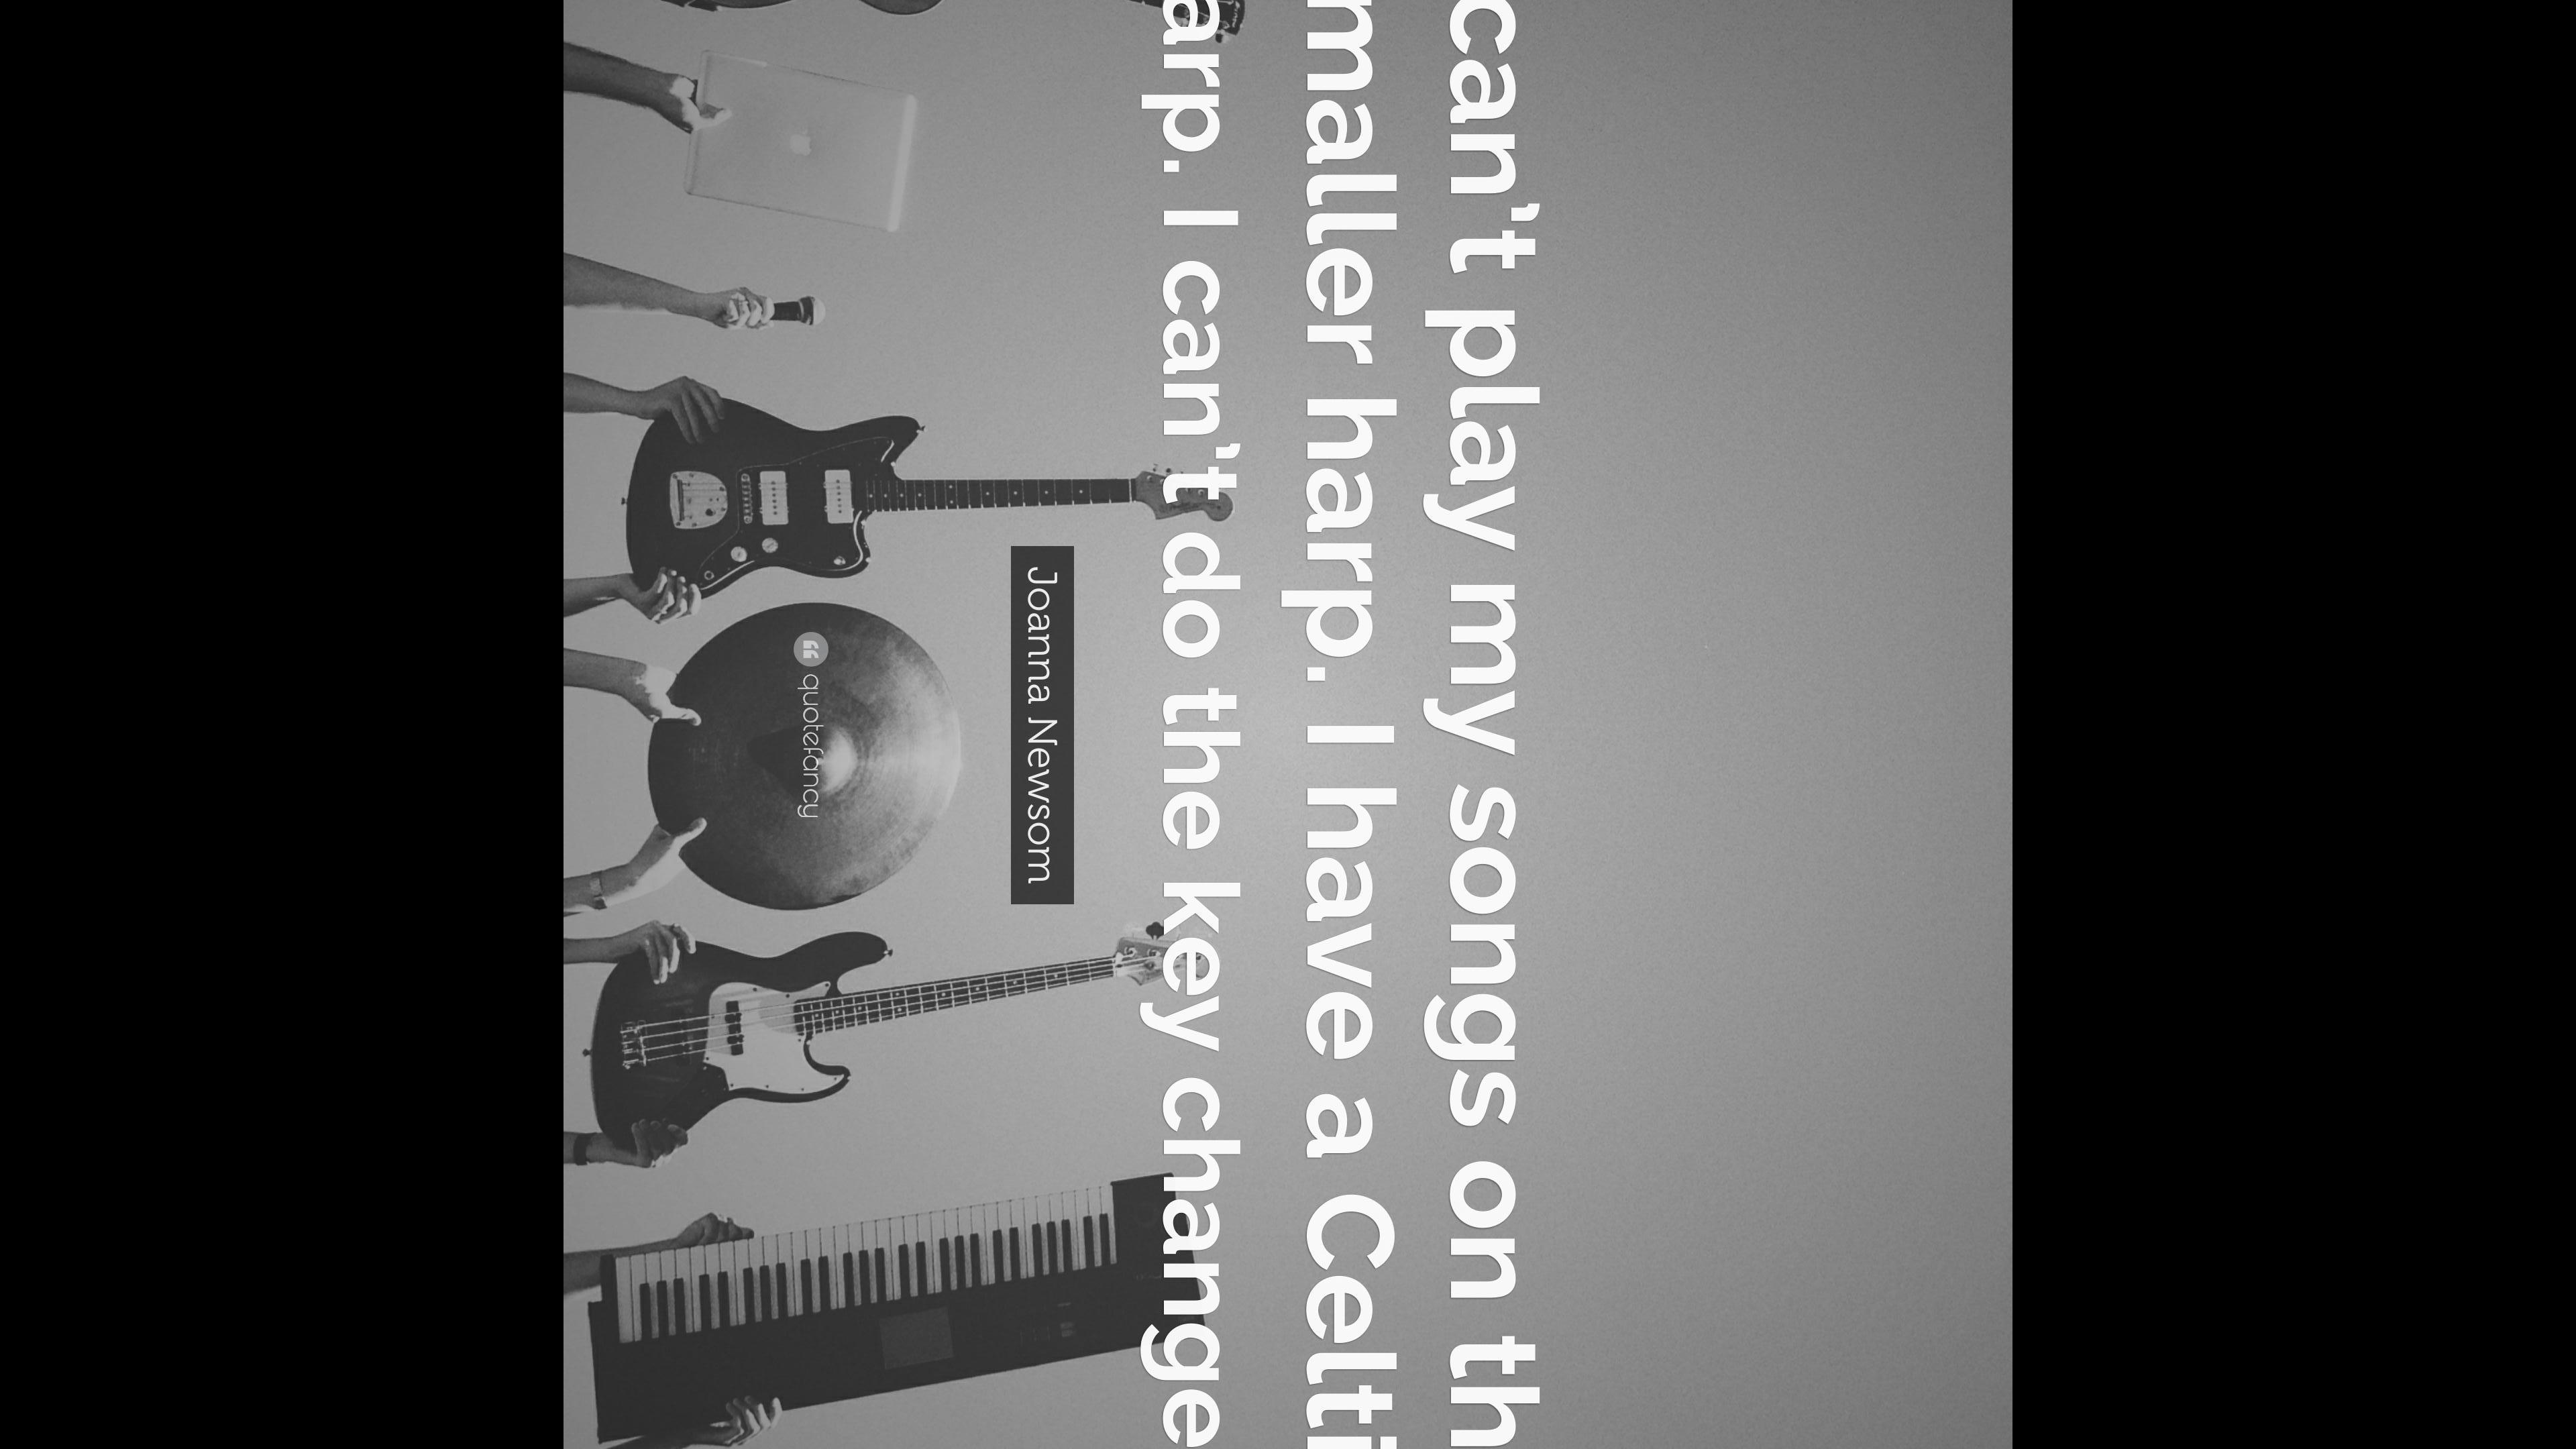 can't play my songs on th
maller harp. I have a Celti
arp. I can't do the key change
Joanna Newsom
quotefancy